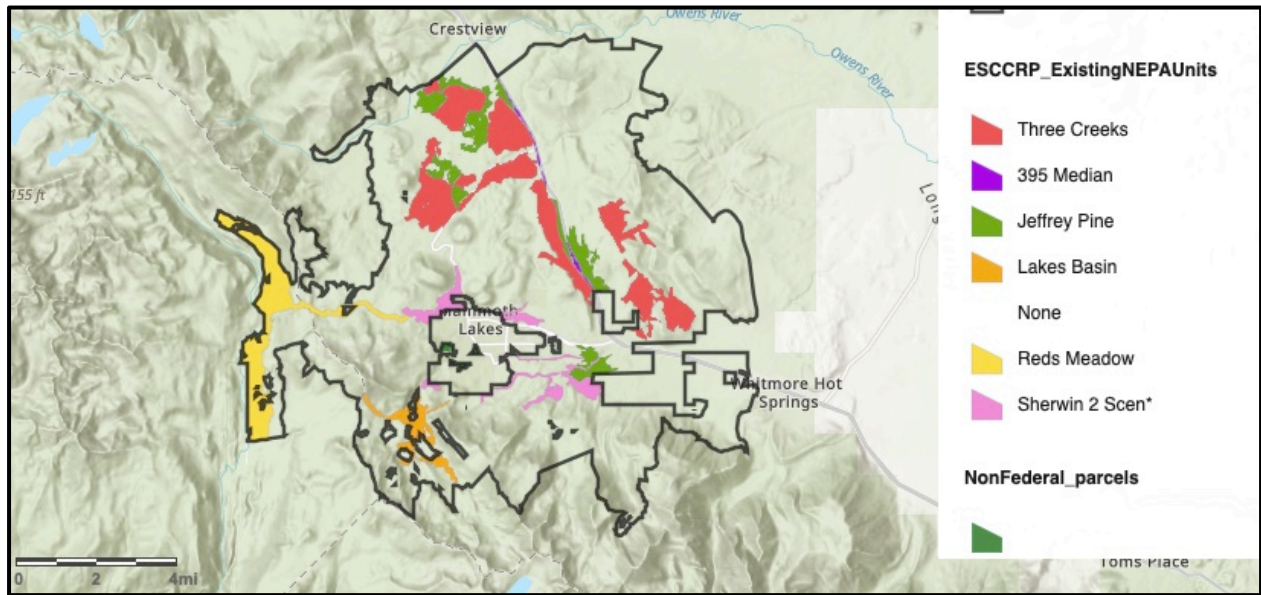 Owens River
Crestview
Owens River
155 ft
Mammoth
Lakes
Whitmore Hot
Springs
Toms Place
0 2 4mi
ESCCRP_ExistingNEPAUnits
Three Creeks
395 Median
Jeffrey Pine
Lakes Basin
None
Reds Meadow
Sherwin 2 Scen*
NonFederal_parcels